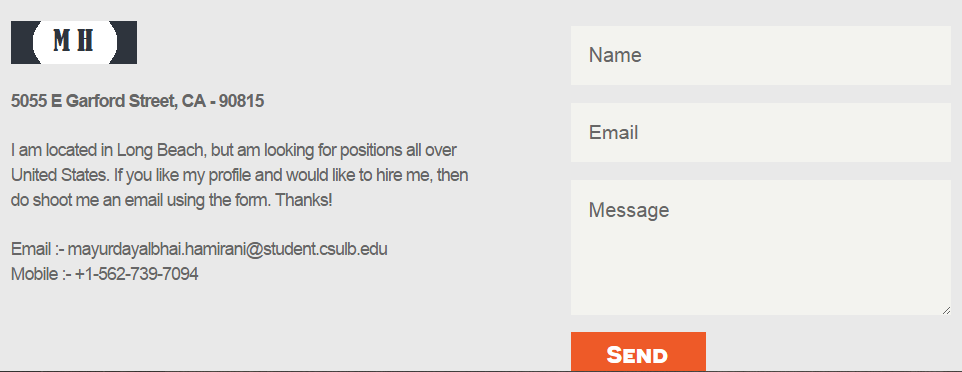 M H
5055 E Garford Street, CA - 90815
I am located in Long Beach, but am looking for positions all over
United States. If you like my profile and would like to hire me, then
do shoot me an email using the form. Thanks!
Email :- mayurdayalbhai.hamirani@student.csulb.edu
Mobile :- +1-562-739-7094
Name
Email
Message
SEND